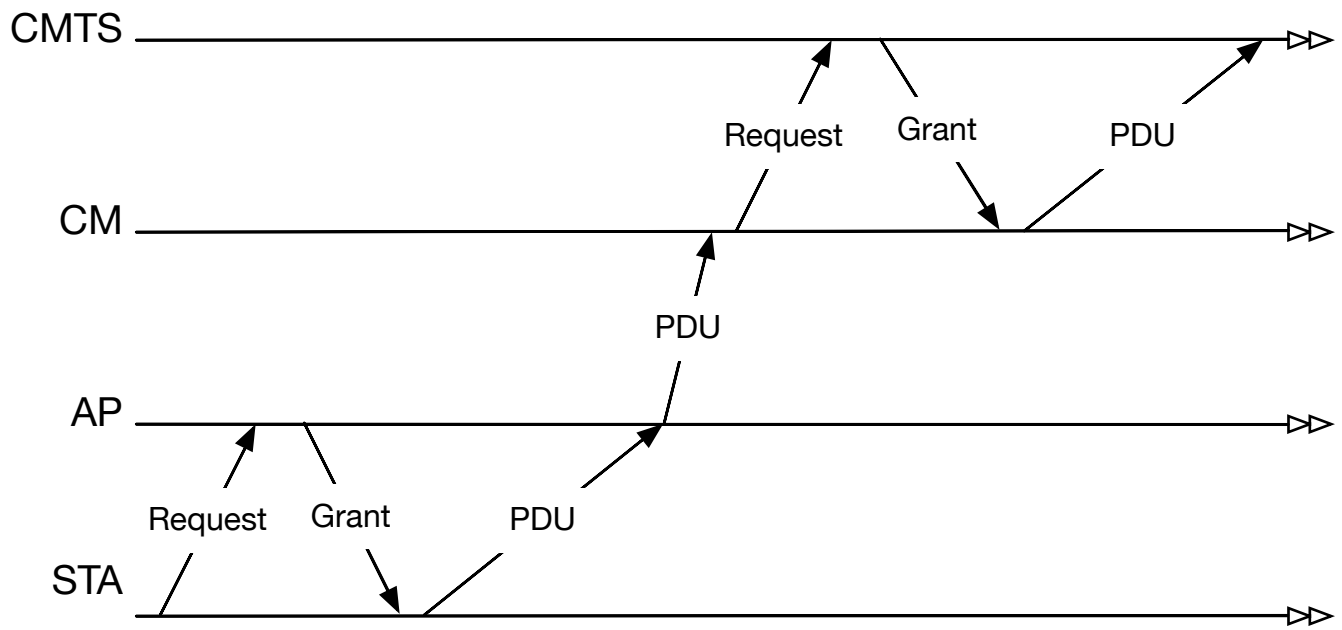 CMTS
Request
Grant
PDU
CM
PDU
AP
Request
Grant
PDU
STA